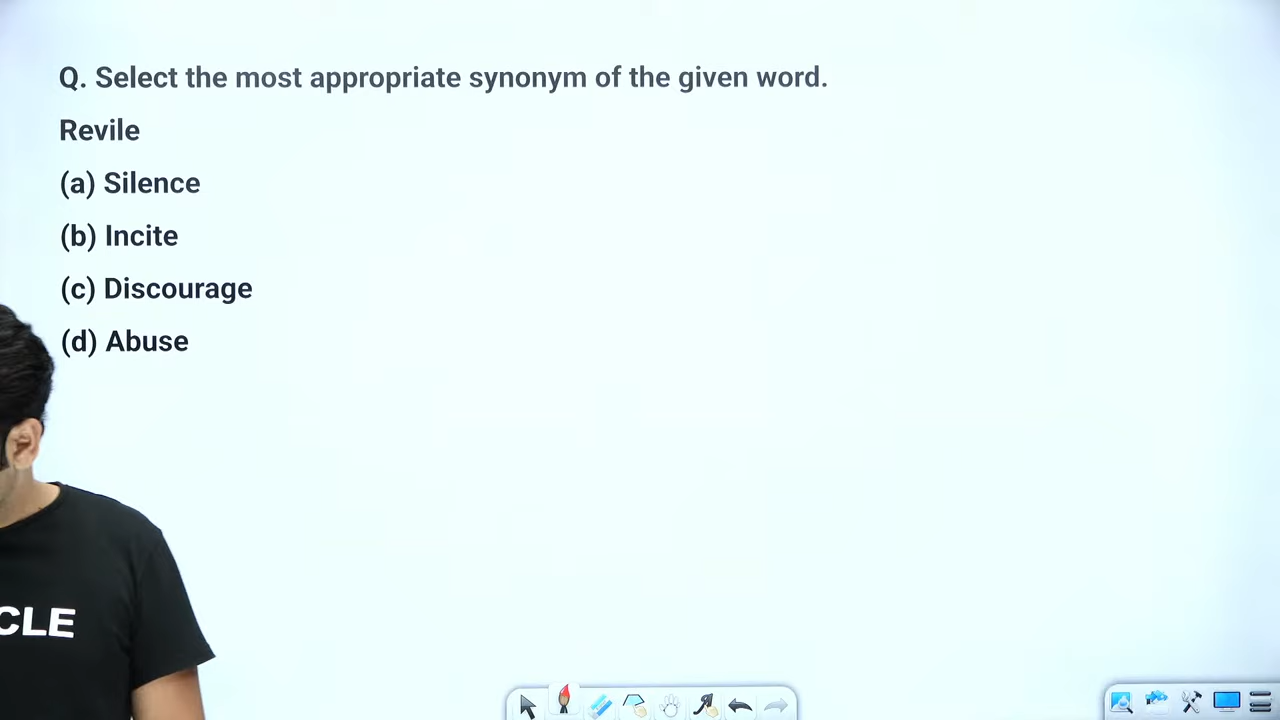 Q. Select the most appropriate synonym of the given word.
Revile
(a) Silence
(b) Incite
(c) Discourage
(d) Abuse
CLE